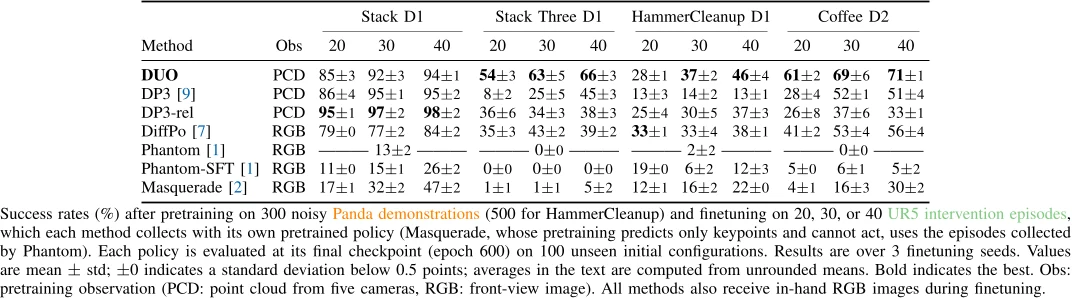 Stack D1 Stack Three D1 HammerCleanup D1 Coffee D2
Method Obs 20 30 40 20 30 40 20 30 40 20 30 40
DUO PCD 85±3 92±3 94±1 54±3 63±5 66±3 28±1 37±2 46±4 61±2 69±6 71±1
DP3 [9] PCD 86±4 95±1 95±2 8±2 25±5 45±3 13±3 14±2 13±1 28±4 52±1 51±4
DP3-rel PCD 95±1 97±2 98±2 36±6 34±3 38±3 25±4 30±5 37±3 26±8 37±6 33±1
DiffPo [7] RGB 79±0 77±2 84±2 35±3 43±2 39±2 33±1 33±4 38±1 41±2 53±4 56±4
Phantom [1] RGB ——— 13±2 ——— ——— 0±0 ——— ——— 2±2 ——— ——— 0±0 ———
Phantom-SFT [1] RGB 11±0 15±1 26±2 0±0 0±0 0±0 19±0 6±2 12±3 5±0 6±1 5±2
Masquerade [2] RGB 17±1 32±2 47±2 1±1 1±1 5±2 12±1 16±2 22±0 4±1 16±3 30±2
Success rates (%) after pretraining on 300 noisy Panda demonstrations (500 for HammerCleanup) and finetuning on 20, 30, or 40 UR5 intervention episodes,
which each method collects with its own pretrained policy (Masquerade, whose pretraining predicts only keypoints and cannot act, uses the episodes collected
by Phantom). Each policy is evaluated at its final checkpoint (epoch 600) on 100 unseen initial configurations. Results are over 3 finetuning seeds. Values
are mean ± std; ±0 indicates a standard deviation below 0.5 points; averages in the text are computed from unrounded means. Bold indicates the best. Obs:
pretraining observation (PCD: point cloud from five cameras, RGB: front-view image). All methods also receive in-hand RGB images during finetuning.